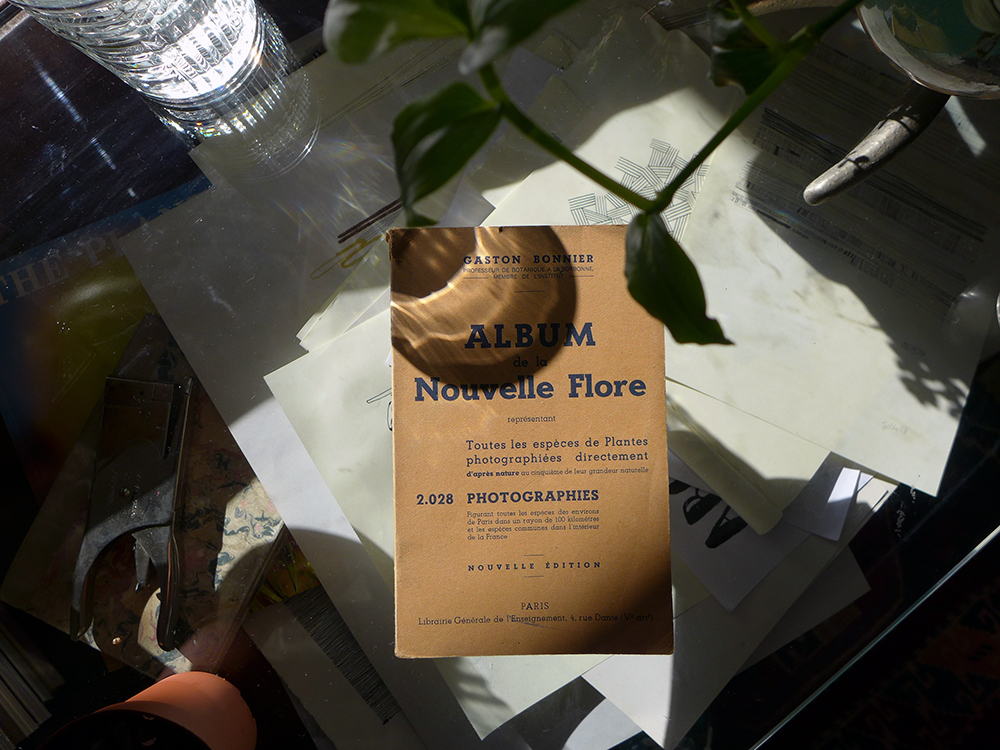 THE P
GASTON BONNIER
PROFESSEUR DE BOTANIQUE A LA SORBONNE,
MEMBRE DE L'INSTITUT
ALBUM
de la
Nouvelle Flore
représentant
Toutes les espèces de Plantes
photographiées directement
d'après nature au cinquième de leur grandeur naturelle
2.028 PHOTOGRAPHIES
Figurant toutes les espèces des environs
de Paris dans un rayon de 100 kilomètres
et les espèces communes dans l'intérieur
de la France
NOUVELLE ÉDITION
PARIS
Librairie Générale de l'Enseignement, 4, rue Dante (Vᵉ arrᵗ)